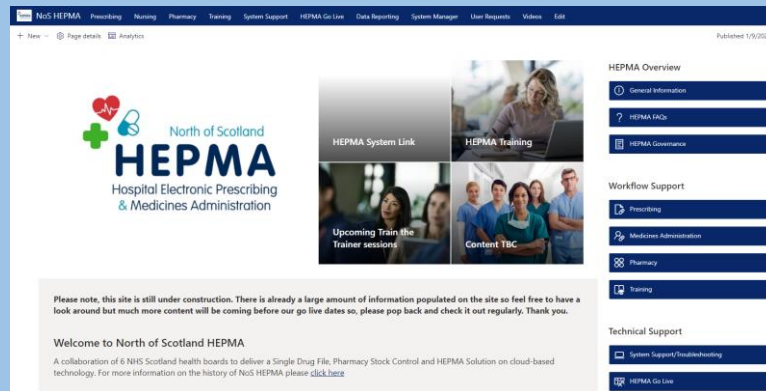 NoS HEPMA Prescribing Nursing Pharmacy Training System Support HEPMA Go Live Data Reporting System Manager User Requests Videos Edit
+ New Page details Analytics
Published 1/9/202
North of Scotland
HEPMA
Hospital Electronic Prescribing
& Medicines Administration
HEPMA System Link
HEPMA Training
Upcoming Train the
Trainer sessions
Content TBC
HEPMA Overview
General Information
HEPMA FAQs
HEPMA Governance
Workflow Support
Prescribing
Medicines Administration
Pharmacy
Training
Technical Support
System Support/Troubleshooting
HEPMA Go Live
Please note, this site is still under construction. There is already a large amount of information populated on the site so feel free to have a
look around but much more content will be coming before our go live dates so, please pop back and check it out regularly. Thank you.
Welcome to North of Scotland HEPMA
A collaboration of 6 NHS Scotland health boards to deliver a Single Drug File, Pharmacy Stock Control and HEPMA Solution on cloud-based
technology. For more information on the history of NoS HEPMA please click here